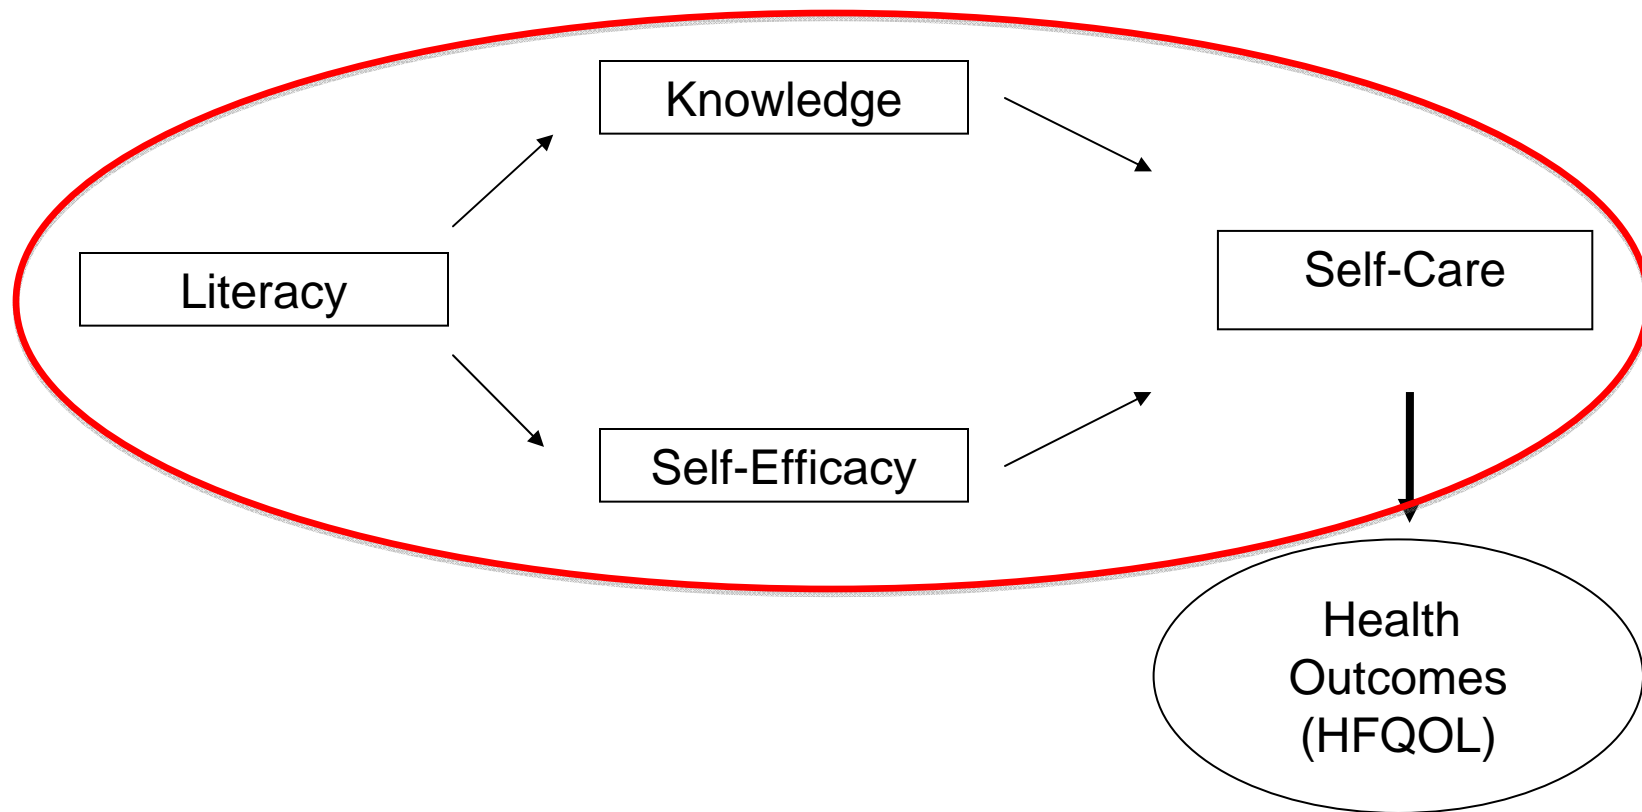 Knowledge
Literacy
Self-Care
Self-Efficacy
Health
Outcomes
(HFQOL)